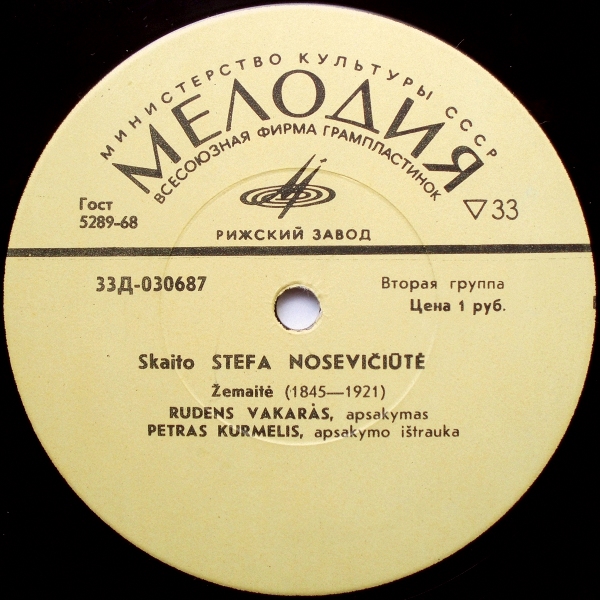 МИНИСТЕРСТВО КУЛЬТУРЫ СССР
МЕЛОДИЯ
ВСЕСОЮЗНАЯ ФИРМА ГРАМПЛАСТИНОК
Гост
5289-68
▽33
РИЖСКИЙ ЗАВОД
33Д-030687
Вторая группа
Цена 1 руб.
Skaito STEFA NOSEVIČIŪTĖ
Žemaitė (1845—1921)
RUDENS VAKARAS, apsakymas
PETRAS KURMELIS, apsakymo ištrauka